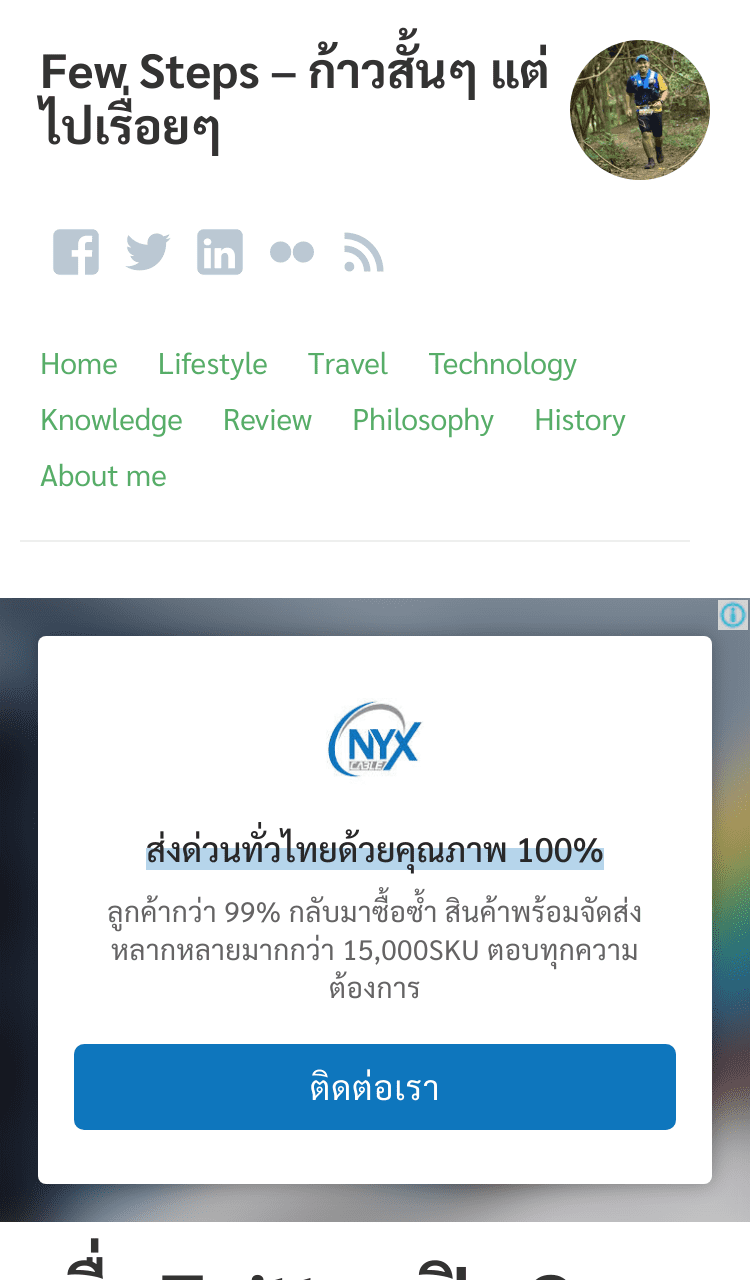 Few Steps – ก้าวสั้นๆ แต่
ไปเรื่อยๆ
Home Lifestyle Travel Technology
Knowledge Review Philosophy History
About me
NYX
CABLE
ส่งด่วนทั่วไทยด้วยคุณภาพ 100%
ลูกค้ากว่า 99% กลับมาซื้อซ้ำ สินค้าพร้อมจัดส่ง
หลากหลายมากกว่า 15,000SKU ตอบทุกความ
ต้องการ
ติดต่อเรา